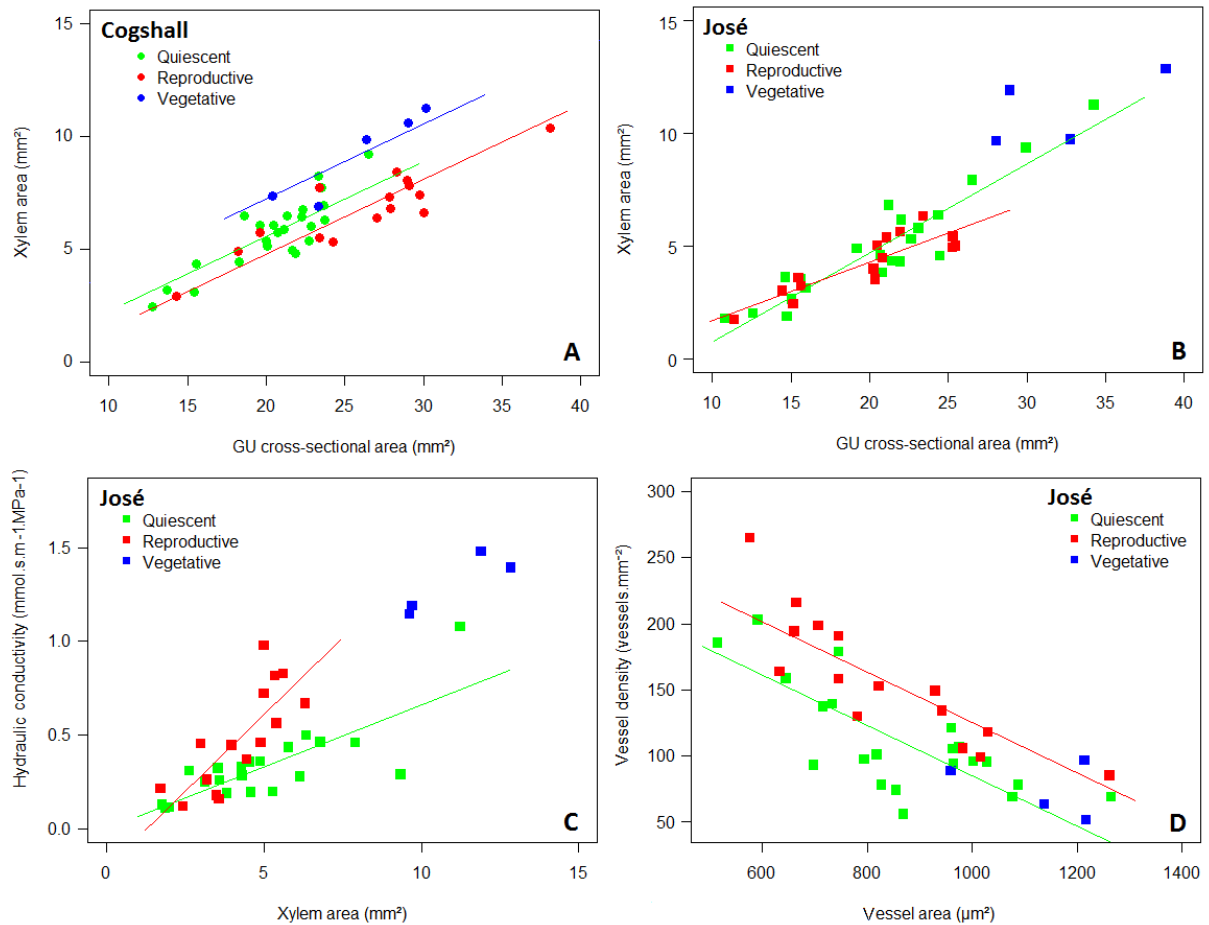 Cogshall
Quiescent
Reproductive
Vegetative
Xylem area (mm²)
15
10
5
0
A
10 15 20 25 30 35 40
GU cross-sectional area (mm²)
José
Quiescent
Reproductive
Vegetative
Xylem area (mm²)
15
10
5
0
B
10 15 20 25 30 35 40
GU cross-sectional area (mm²)
José
Quiescent
Reproductive
Vegetative
Hydraulic conductivity (mmol.s.m-1.MPa-1)
1.5
1.0
0.5
0.0
C
0 5 10 15
Xylem area (mm²)
José
Quiescent
Reproductive
Vegetative
Vessel density (vessels.mm⁻²)
300
250
200
150
100
50
D
600 800 1000 1200 1400
Vessel area (µm²)